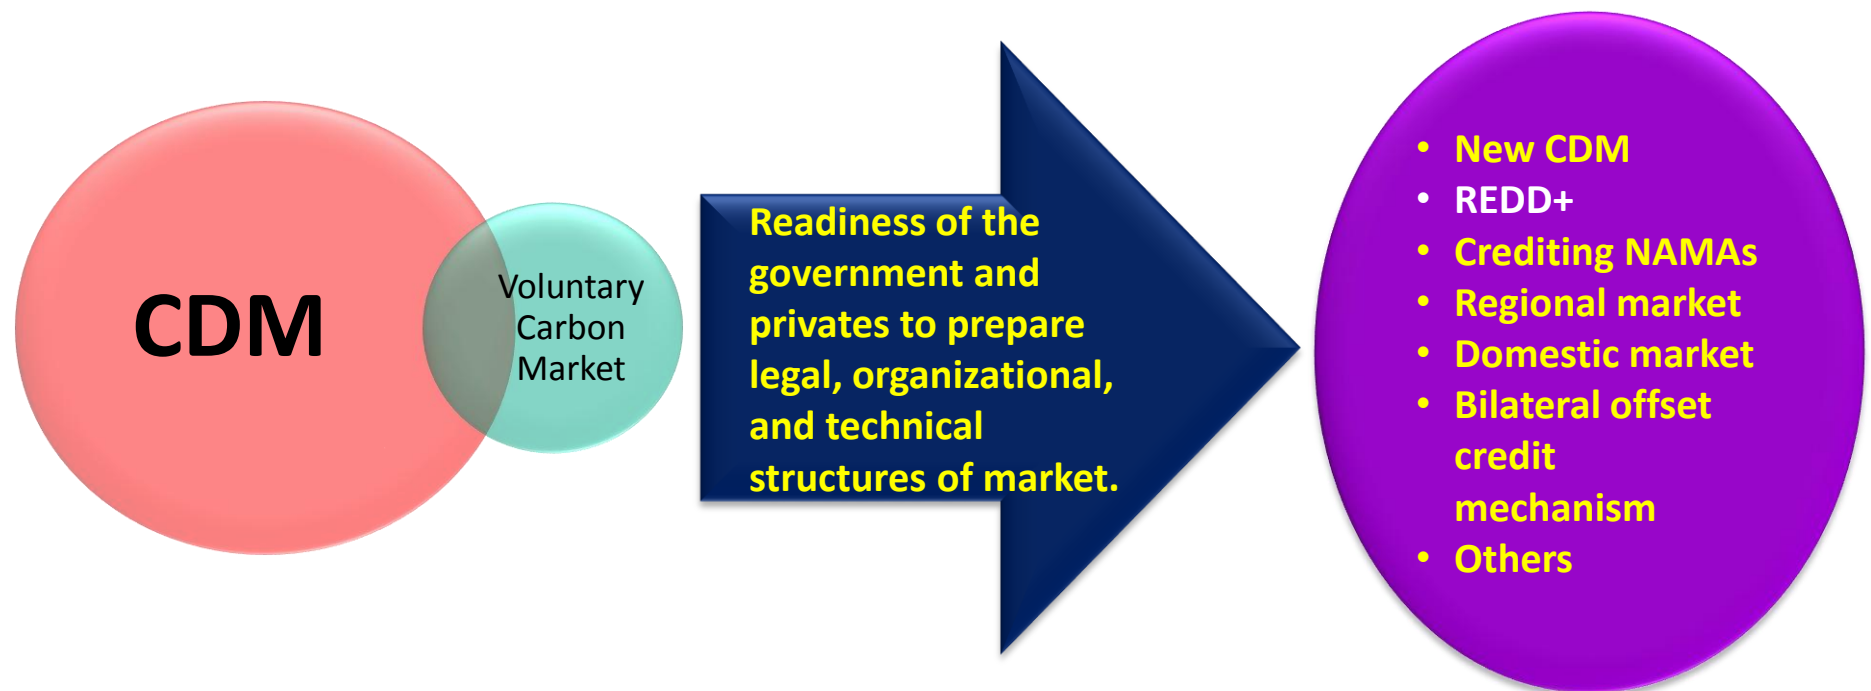 CDM
Voluntary
Carbon
Market
Readiness of the
government and
privates to prepare
legal, organizational,
and technical
structures of market.
• New CDM
• REDD+
• Crediting NAMAs
• Regional market
• Domestic market
• Bilateral offset
credit
mechanism
• Others